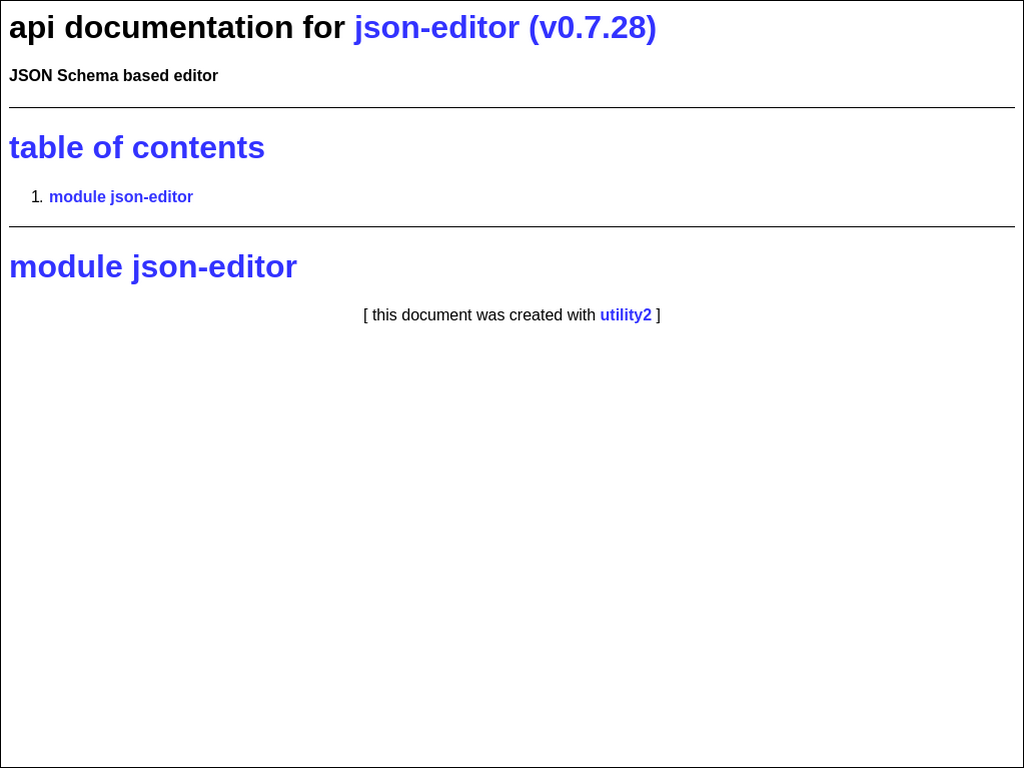 api documentation for json-editor (v0.7.28)
JSON Schema based editor
table of contents
1. module json-editor
module json-editor
[ this document was created with utility2 ]